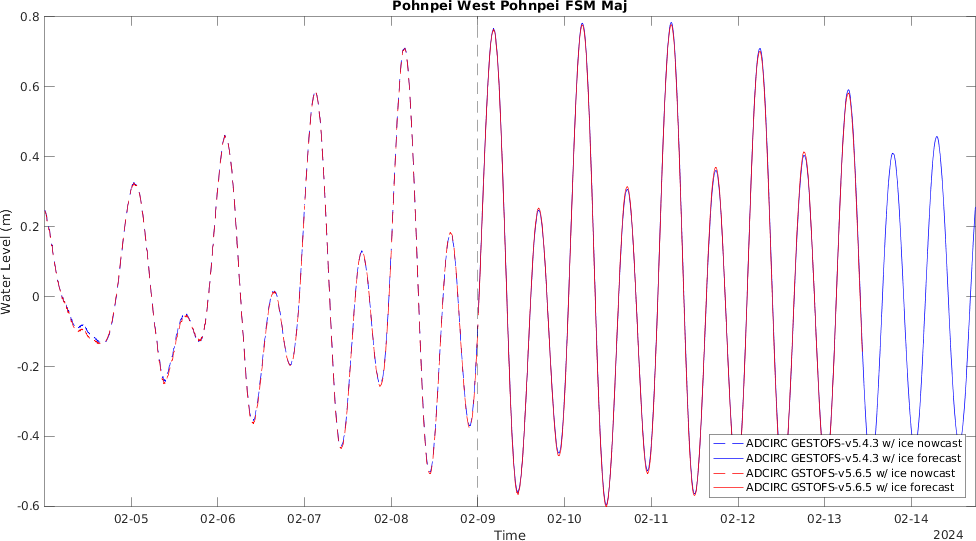 Pohnpei West Pohnpei FSM Maj
0.8
0.6
0.4
0.2
0
-0.2
-0.4
-0.6
Water Level (m)
ADCIRC GESTOFS-v5.4.3 w/ ice nowcast
ADCIRC GESTOFS-v5.4.3 w/ ice forecast
ADCIRC GSTOFS-v5.6.5 w/ ice nowcast
ADCIRC GSTOFS-v5.6.5 w/ ice forecast
02-05 02-06 02-07 02-08 02-09 02-10 02-11 02-12 02-13 02-14
Time
2024